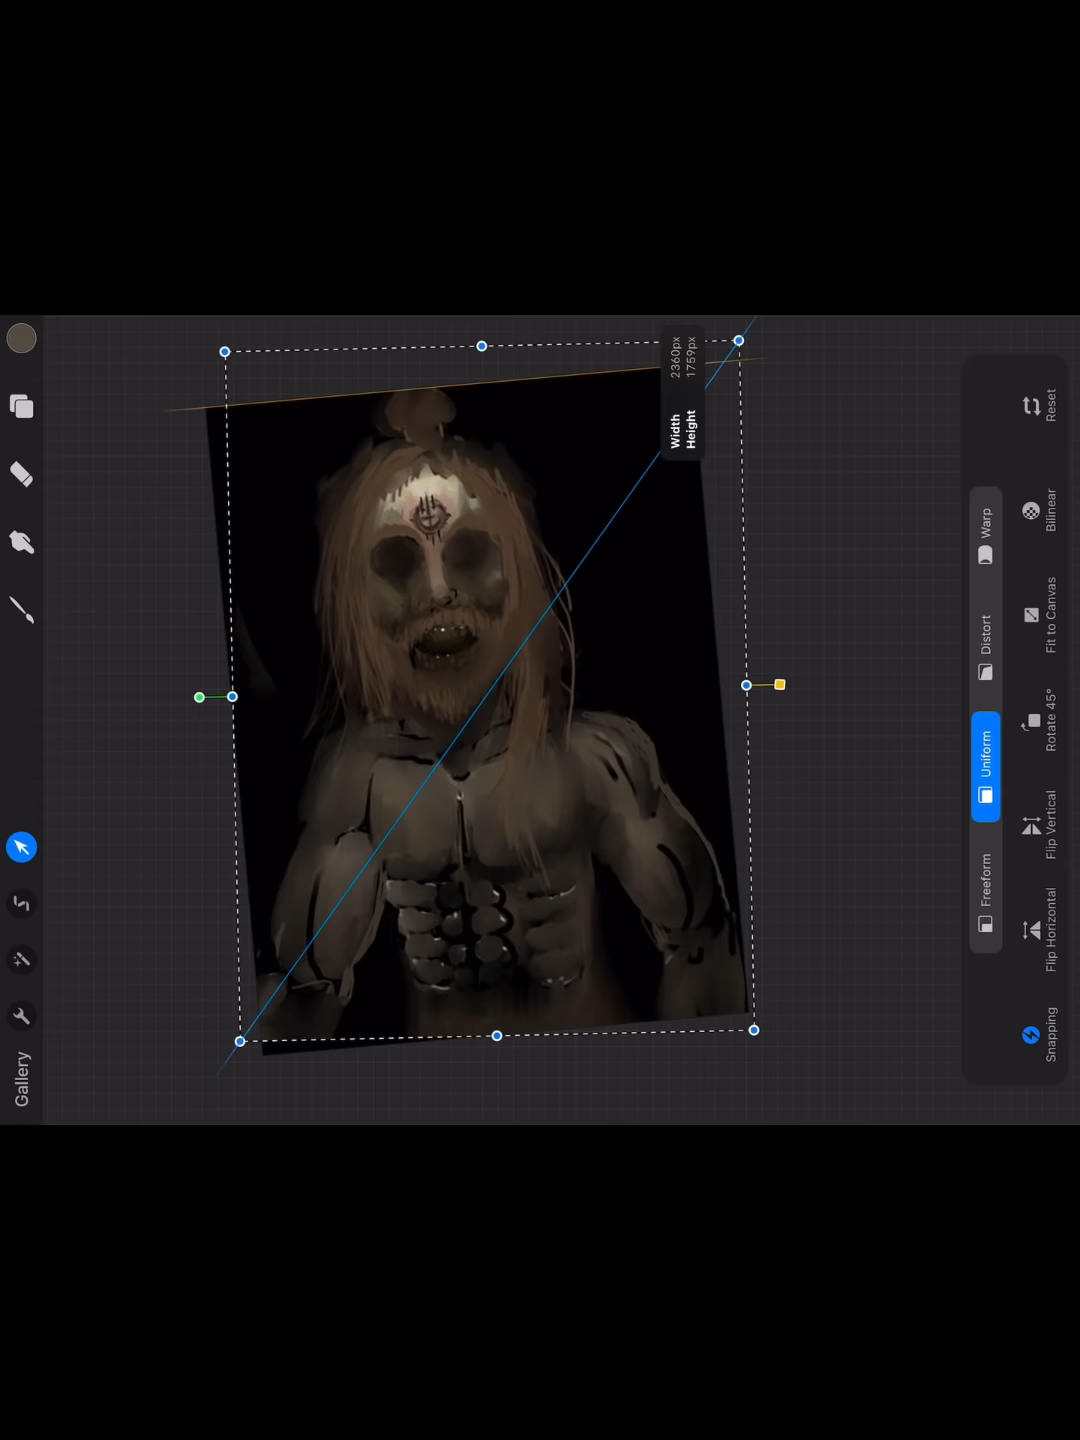 Gallery
Width 2360px
Height 1759px
Freeform
Uniform
Distort
Warp
Snapping
Flip Horizontal
Flip Vertical
Rotate 45°
Fit to Canvas
Bilinear
Reset